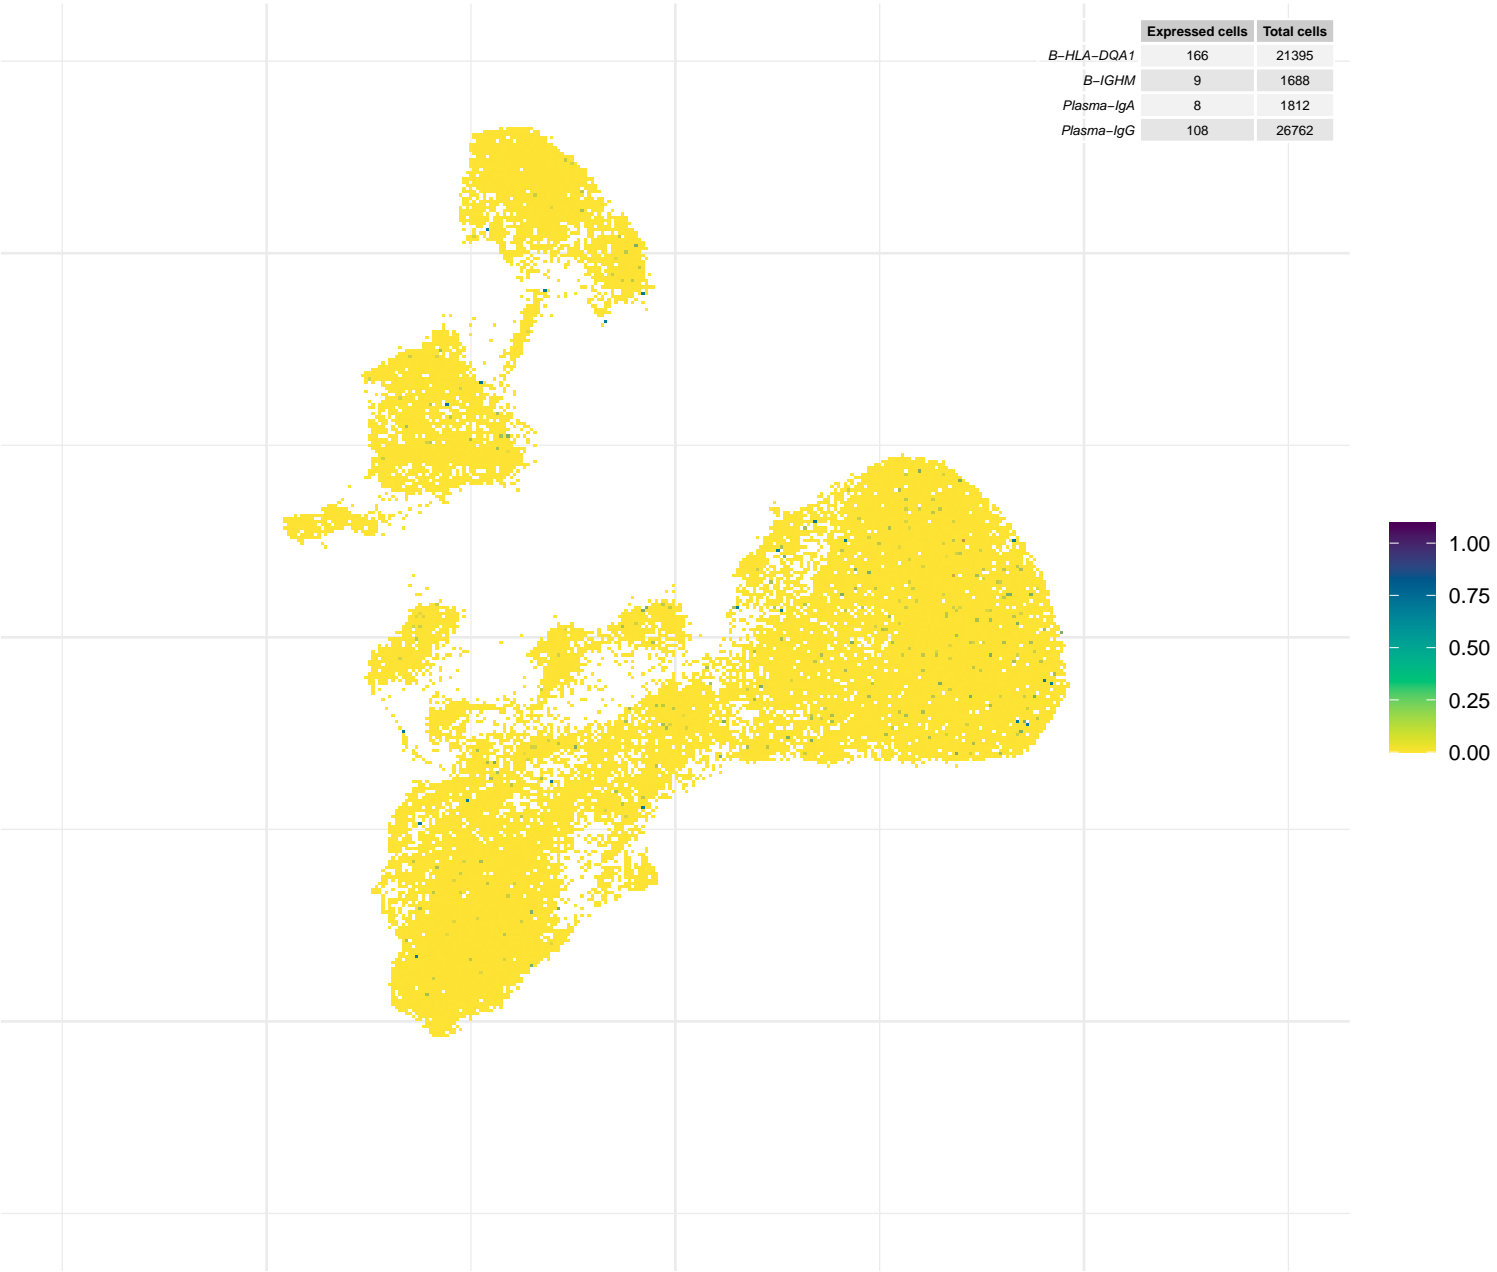 Expressed cells Total cells
B−HLA−DQA1 166 21395
B−IGHM 9 1688
Plasma−IgA 8 1812
Plasma−IgG 108 26762
1.00
0.75
0.50
0.25
0.00